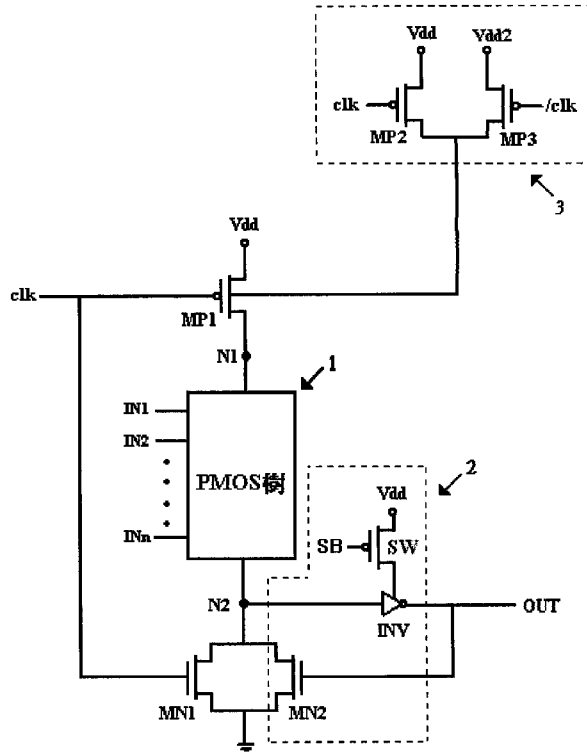 Vdd Vdd2
clk /clk
MP2 MP3
3
Vdd
clk
MP1
N1
1
IN1
IN2
INn
PMOS樹
2
Vdd
SB SW
N2
INV
OUT
MN1 MN2